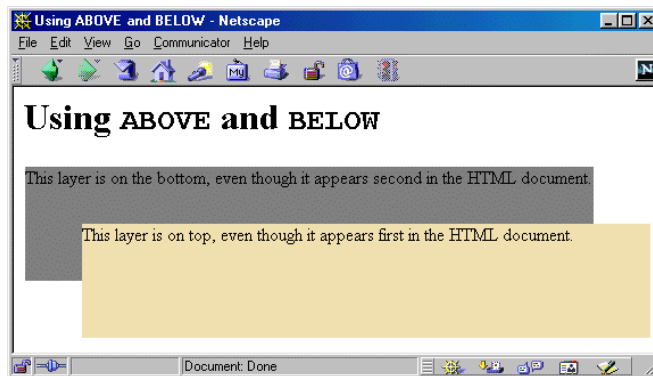 Using ABOVE and BELOW - Netscape
File Edit View Go Communicator Help
My
N
Using ABOVE and BELOW
This layer is on the bottom, even though it appears second in the HTML document.
This layer is on top, even though it appears first in the HTML document.
Document: Done